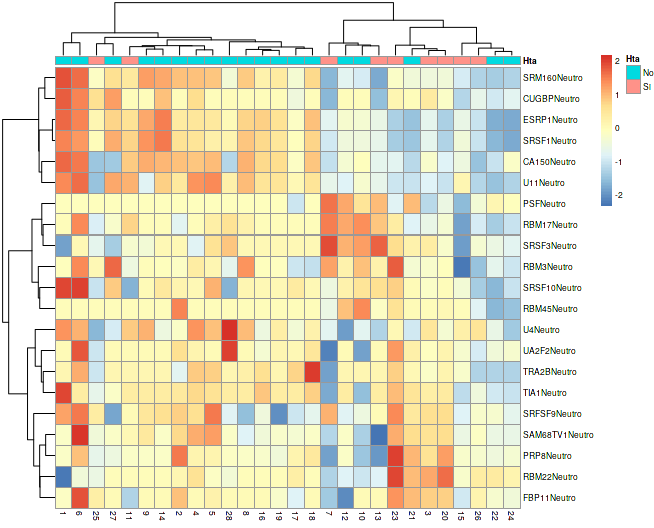 Hta
SRM160Neutro
CUGBPNeutro
ESRP1Neutro
SRSF1Neutro
CA150Neutro
U11Neutro
PSFNeutro
RBM17Neutro
SRSF3Neutro
RBM3Neutro
SRSF10Neutro
RBM45Neutro
U4Neutro
UA2F2Neutro
TRA2BNeutro
TIA1Neutro
SRFSF9Neutro
SAM68TV1Neutro
PRP8Neutro
RBM22Neutro
FBP11Neutro
1 6 25 27 11 9 14 2 4 5 28 8 16 19 17 18 7 12 10 13 23 21 3 20 15 26 22 24
2
1
0
-1
-2
Hta
No
Si